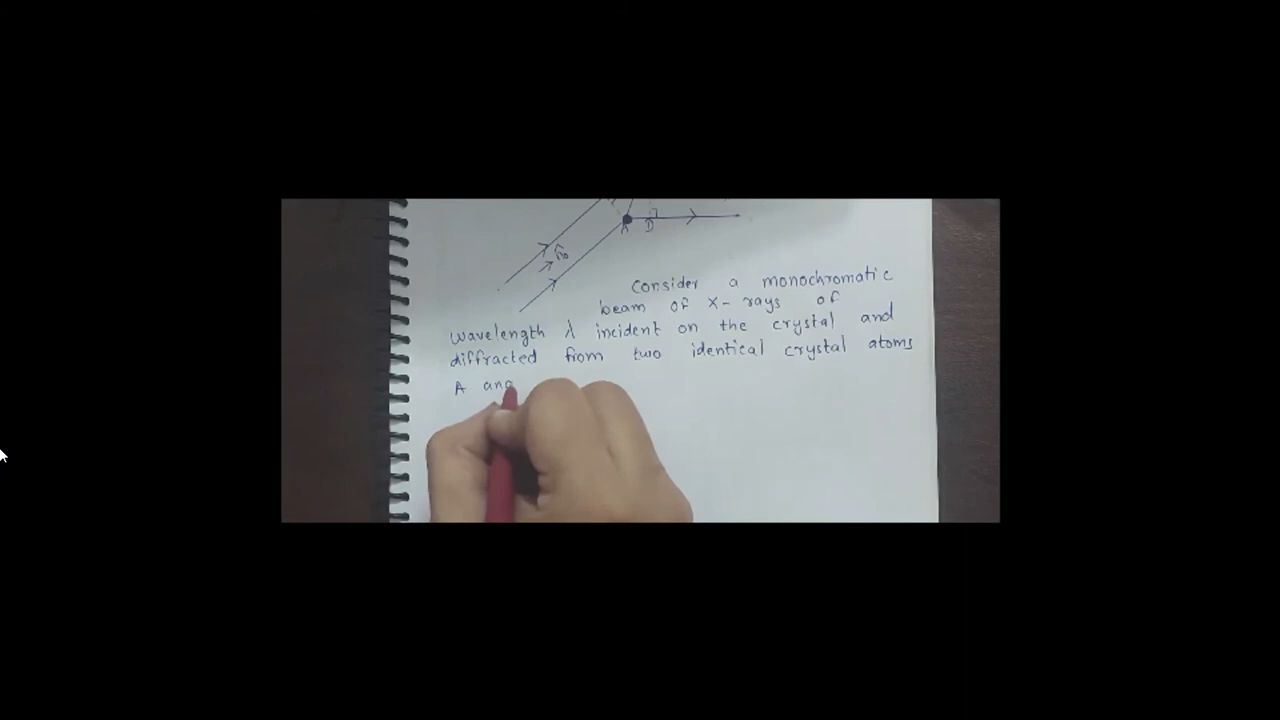 A D
n̂₀
Consider a monochromatic
beam of X-rays of
wavelength λ incident on the crystal and
diffracted from two identical crystal atoms
A and